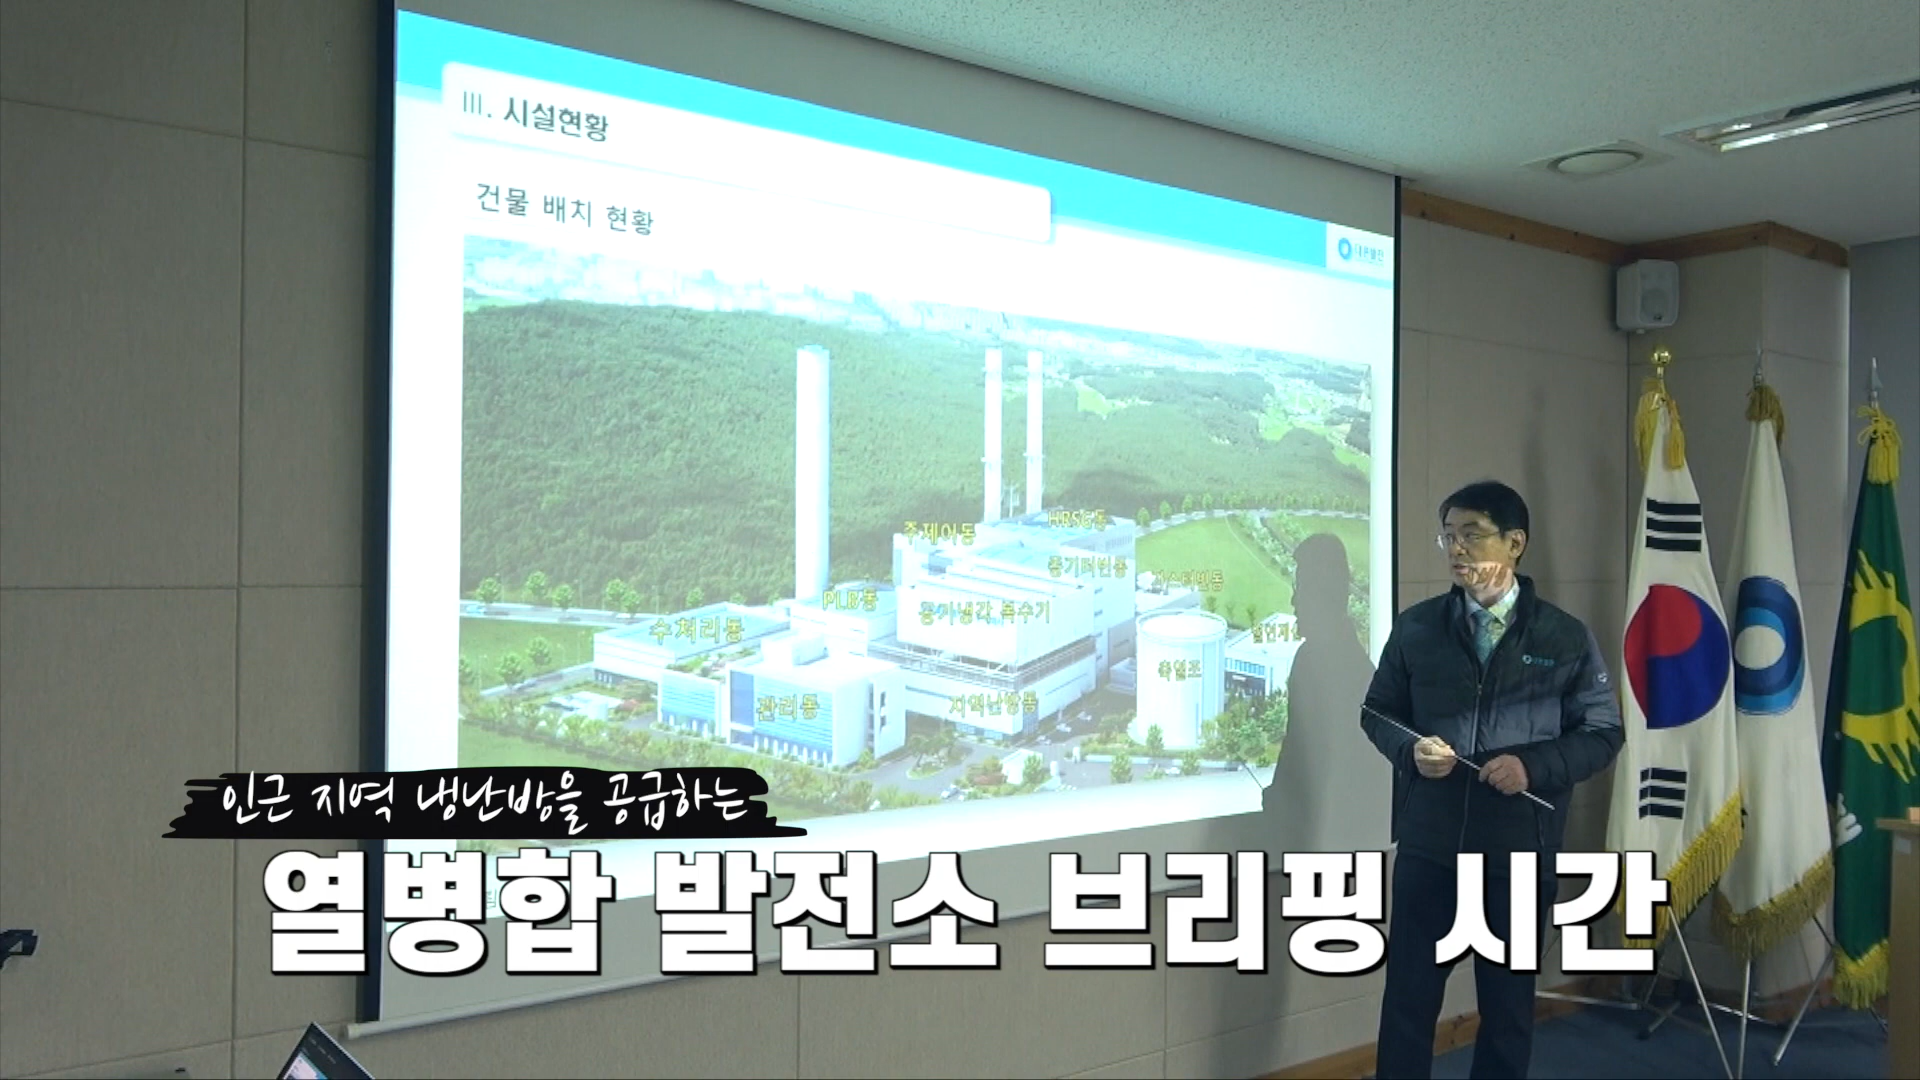 III. 시설현황
건물 배치 현황
대륜발전
주제어동
HRSG동
증기터빈동
가스터빈동
PLB동
공기냉각 복수기
수처리동
축열조
관리동
지역난방동
인근 지역 냉난방을 공급하는
열병합 발전소 브리핑 시간